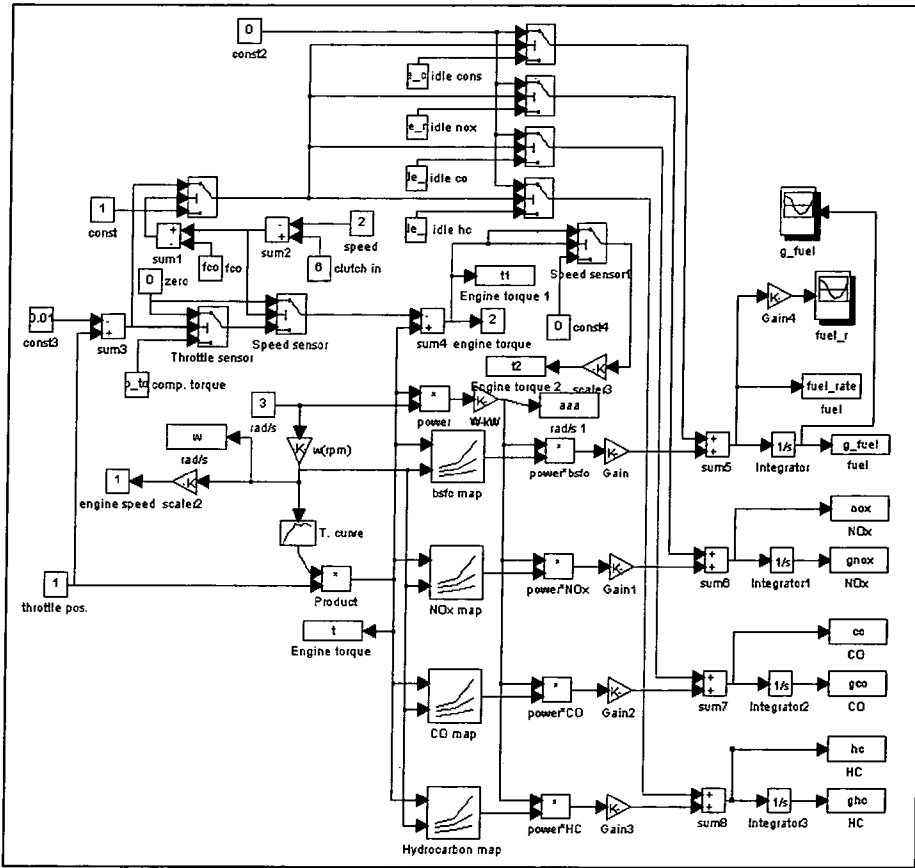 0
const2
idle cons
e_r
idle nox
idle co
idle hc
1
const
sum1
sum2
2
speed
fco
fco
6
clutch in
0
zero
0.01
const3
sum3
Throttle sensor
Speed sensor
comp. torque
sum4
t1
Engine torque 1
2
engine torque
Speed sensor1
0
const4
t2
Engine torque 2
scaler3
g_fuel
K-
Gain4
fuel_r
fuel_rate
fuel
3
rad/s
*
power
K-
W-kW
aaa
rad/s 1
w
rad/s
K
w(rpm)
1
engine speed
-K
scaler2
T. curve
bsfc map
*
power*bsfc
K-
Gain
sum5
1/s
Integrator
g_fuel
fuel
1
throttle pos.
*
Product
t
Engine torque
NOx map
*
power*NOx
K-
Gain1
sum6
1/s
Integrator1
nox
NOx
gnox
NOx
CO map
*
power*CO
K-
Gain2
sum7
1/s
Integrator2
co
CO
gco
CO
Hydrocarbon map
*
power*HC
K-
Gain3
sum8
1/s
Integrator3
hc
HC
ghc
HC